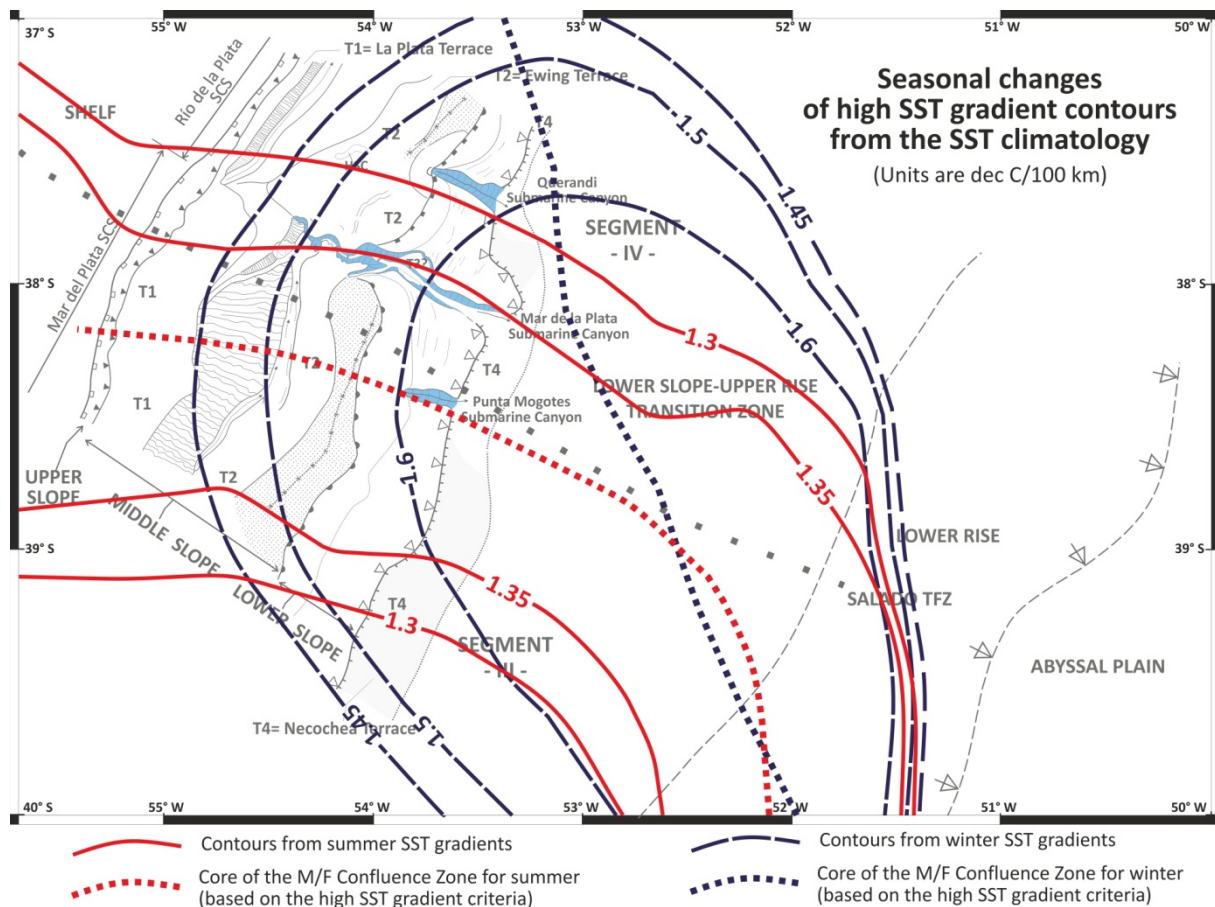 55° W
54° W
53° W
52° W
51° W
50° W
37° S
T1= La Plata Terrace
Río de la Plata
SCS
T2= Ewing Terrace
Seasonal changes
of high SST gradient contours
from the SST climatology
(Units are dec C/100 km)
SHELF
T2
T4
1.5
1.45
Querandi
Submarine Canyon
T2
SEGMENT
- IV -
Mar del Plata SCS
38° S
38° S
T1
Mar de la Plata
Submarine Canyon
1.3
1.6
T2
T4
LOWER SLOPE-UPPER RISE
TRANSITION ZONE
T1
Punta Mogotes
Submarine Canyon
1.6
UPPER
SLOPE
T2
1.35
MIDDLE SLOPE
39° S
LOWER RISE
39° S
1.35
SALADO TFZ
LOWER SLOPE
T4
1.3
SEGMENT
- III -
ABYSSAL PLAIN
T4= Necochea Terrace
1.45
1.5
40° S
55° W
54° W
53° W
52° W
51° W
50° W
Contours from summer SST gradients
Core of the M/F Confluence Zone for summer
(based on the high SST gradient criteria)
Contours from winter SST gradients
Core of the M/F Confluence Zone for winter
(based on the high SST gradient criteria)